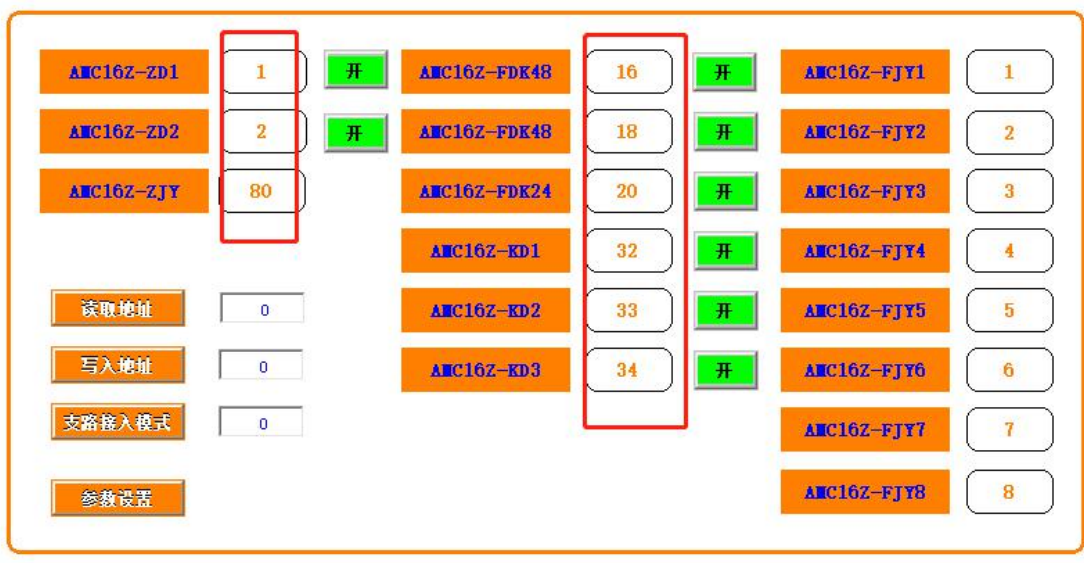 AMC16Z-ZD1 1 开 AMC16Z-FDK48 16 开 AMC16Z-FJY1 1
AMC16Z-ZD2 2 开 AMC16Z-FDK48 18 开 AMC16Z-FJY2 2
AMC16Z-ZJY 80 AMC16Z-FDK24 20 开 AMC16Z-FJY3 3
AMC16Z-KD1 32 开 AMC16Z-FJY4 4
读取地址 0 AMC16Z-KD2 33 开 AMC16Z-FJY5 5
写入地址 0 AMC16Z-KD3 34 开 AMC16Z-FJY6 6
支路接入模式 0 AMC16Z-FJY7 7
参数设置 AMC16Z-FJY8 8